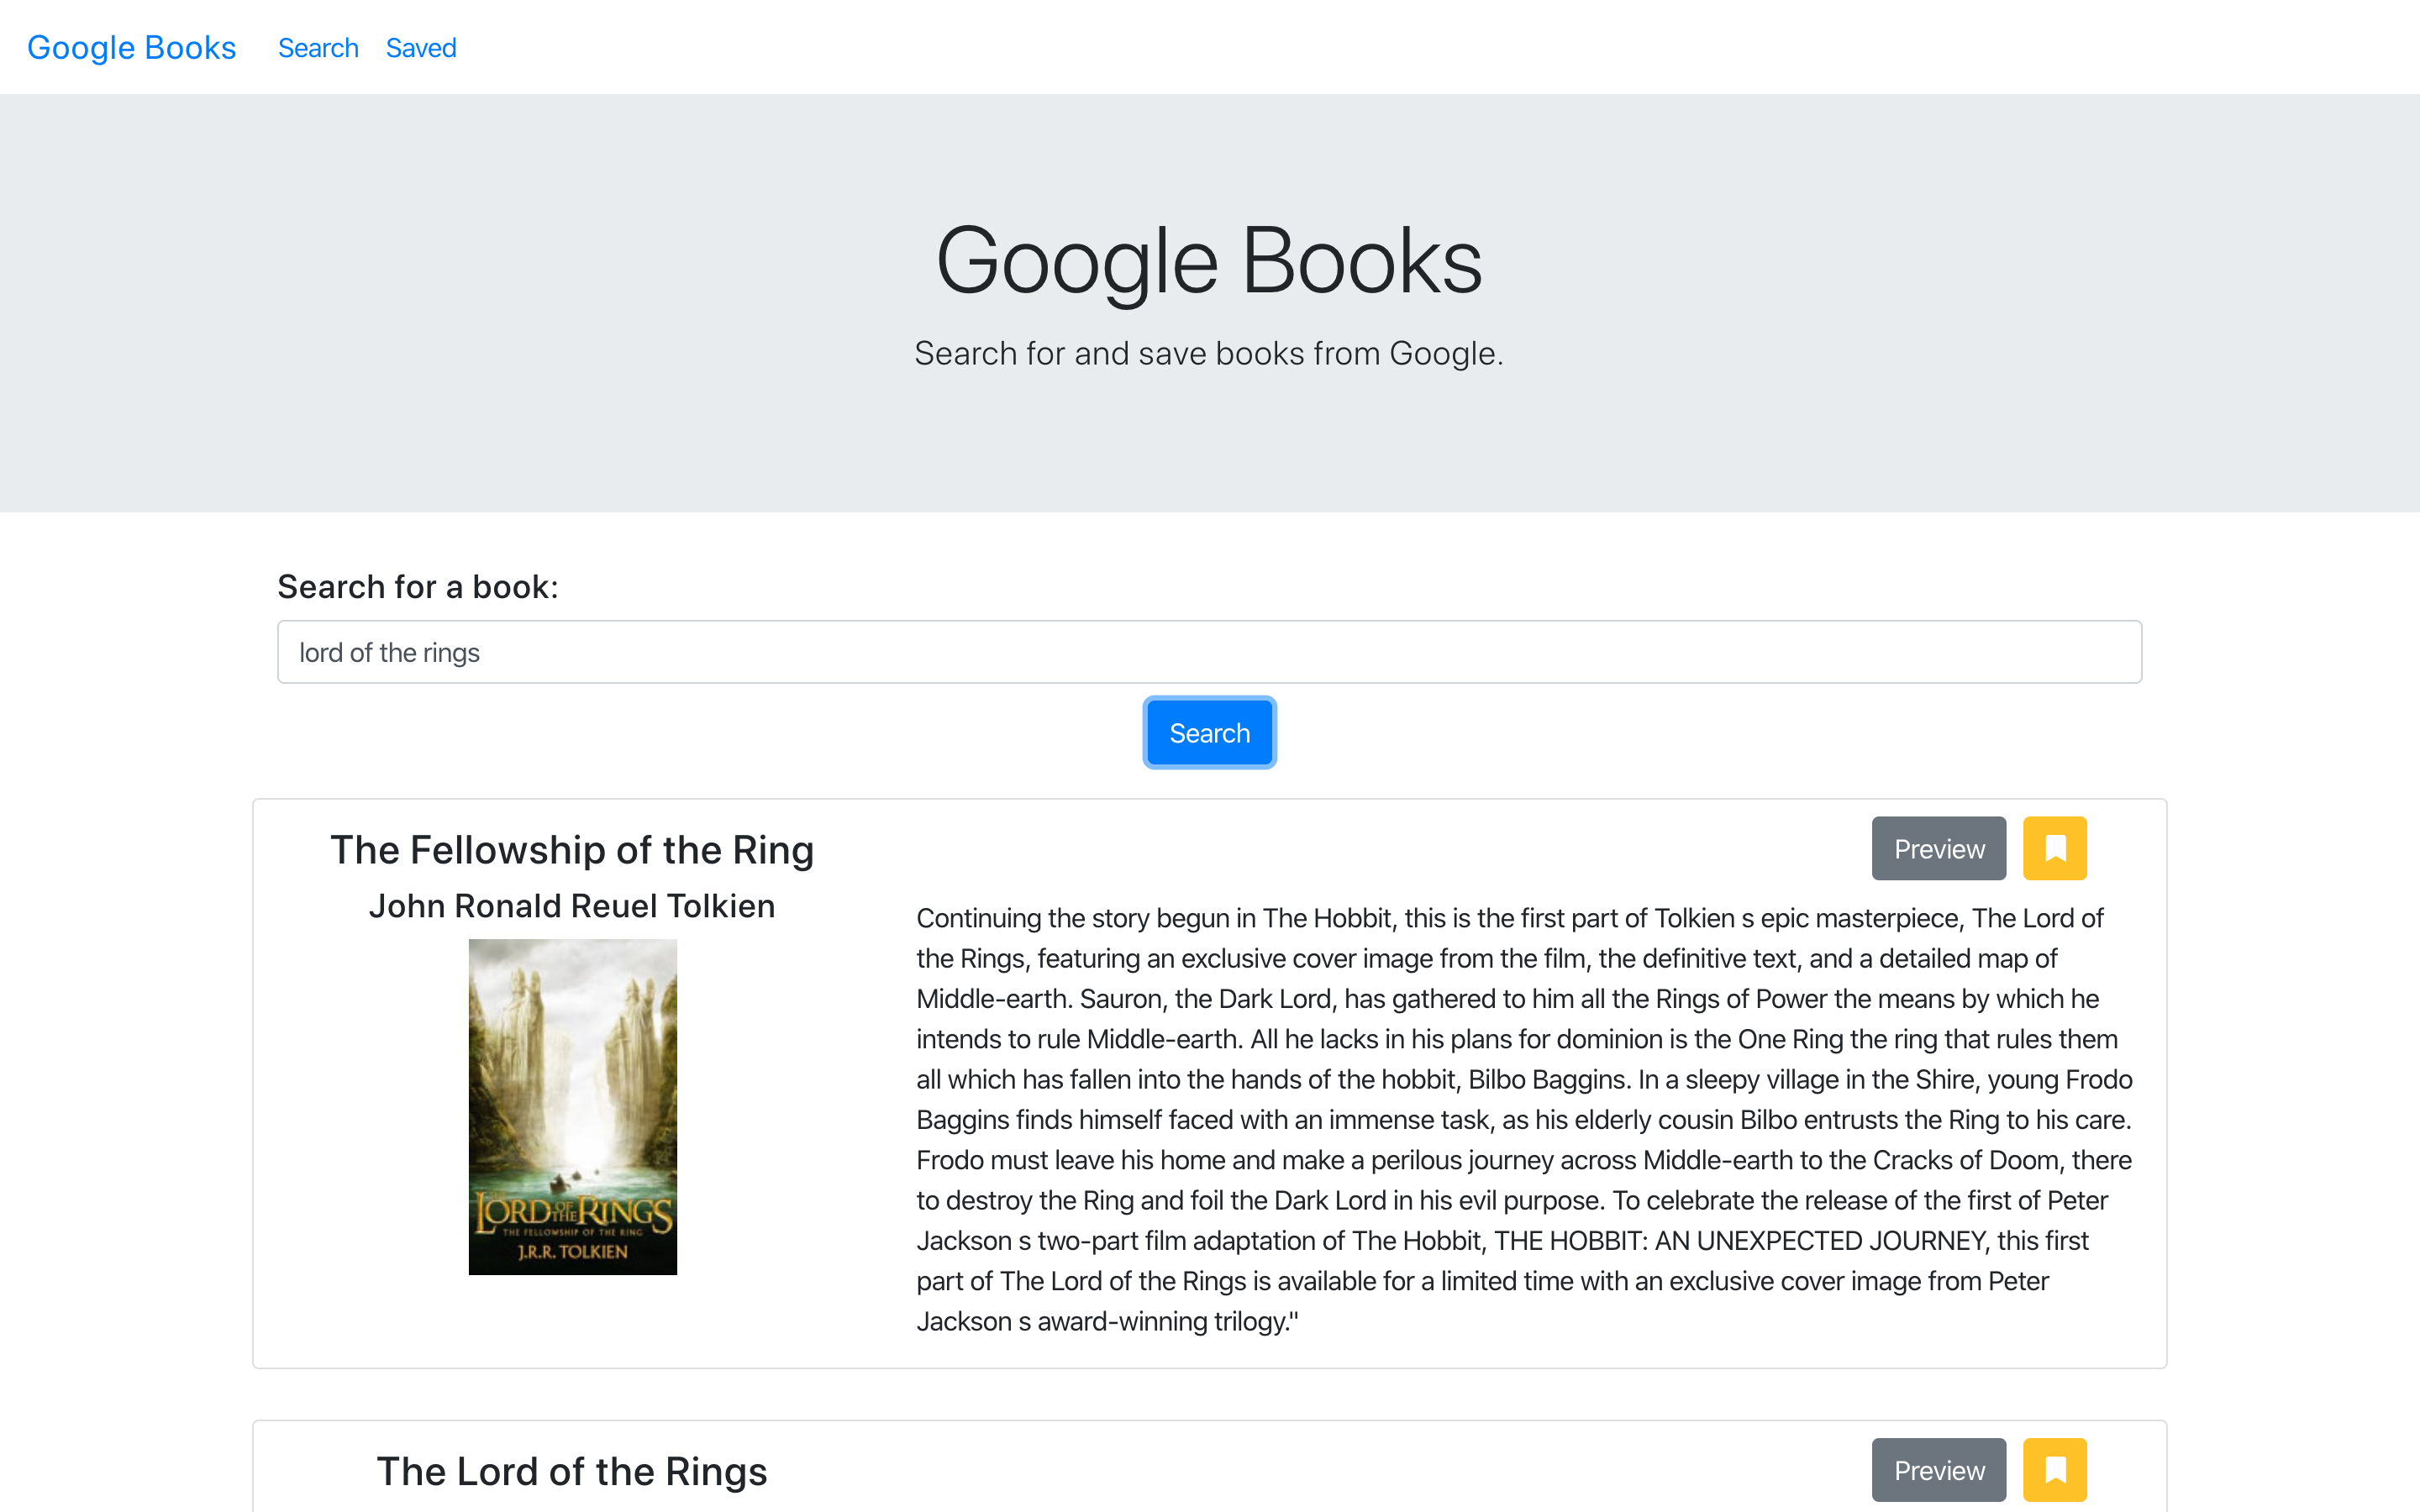 Google Books Search Saved
Google Books
Search for and save books from Google.
Search for a book:
lord of the rings
Search
The Fellowship of the Ring
John Ronald Reuel Tolkien
THE LORD OF THE RINGS
THE FELLOWSHIP OF THE RING
J.R.R. TOLKIEN
Preview
Continuing the story begun in The Hobbit, this is the first part of Tolkien s epic masterpiece, The Lord of
the Rings, featuring an exclusive cover image from the film, the definitive text, and a detailed map of
Middle-earth. Sauron, the Dark Lord, has gathered to him all the Rings of Power the means by which he
intends to rule Middle-earth. All he lacks in his plans for dominion is the One Ring the ring that rules them
all which has fallen into the hands of the hobbit, Bilbo Baggins. In a sleepy village in the Shire, young Frodo
Baggins finds himself faced with an immense task, as his elderly cousin Bilbo entrusts the Ring to his care.
Frodo must leave his home and make a perilous journey across Middle-earth to the Cracks of Doom, there
to destroy the Ring and foil the Dark Lord in his evil purpose. To celebrate the release of the first of Peter
Jackson s two-part film adaptation of The Hobbit, THE HOBBIT: AN UNEXPECTED JOURNEY, this first
part of The Lord of the Rings is available for a limited time with an exclusive cover image from Peter
Jackson s award-winning trilogy."
The Lord of the Rings
Preview